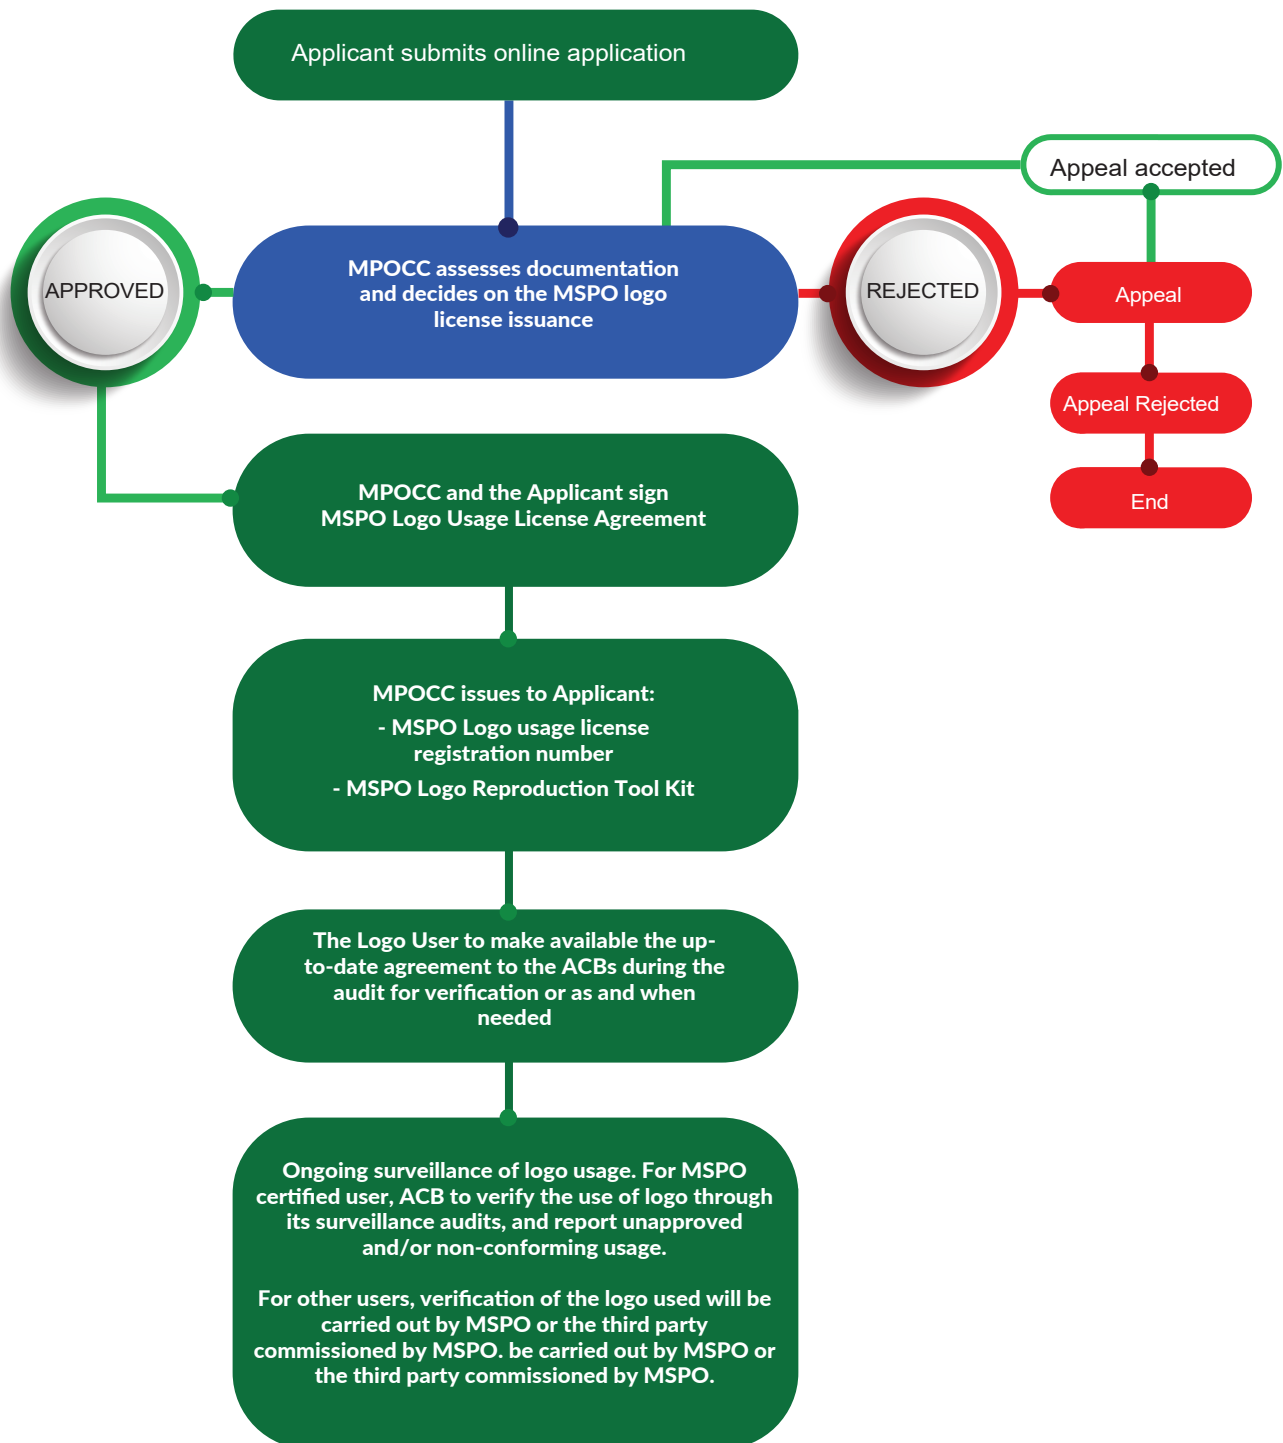 Applicant submits online application
Appeal accepted
MPOCC assesses documentation
and decides on the MSPO logo
license issuance
APPROVED
REJECTED
Appeal
Appeal Rejected
End
MPOCC and the Applicant sign
MSPO Logo Usage License Agreement
MPOCC issues to Applicant:
- MSPO Logo usage license
registration number
- MSPO Logo Reproduction Tool Kit
The Logo User to make available the up-
to-date agreement to the ACBs during the
audit for verification or as and when
needed
Ongoing surveillance of logo usage. For MSPO
certified user, ACB to verify the use of logo through
its surveillance audits, and report unapproved
and/or non-conforming usage.
For other users, verification of the logo used will be
carried out by MSPO or the third party
commissioned by MSPO. be carried out by MSPO or
the third party commissioned by MSPO.